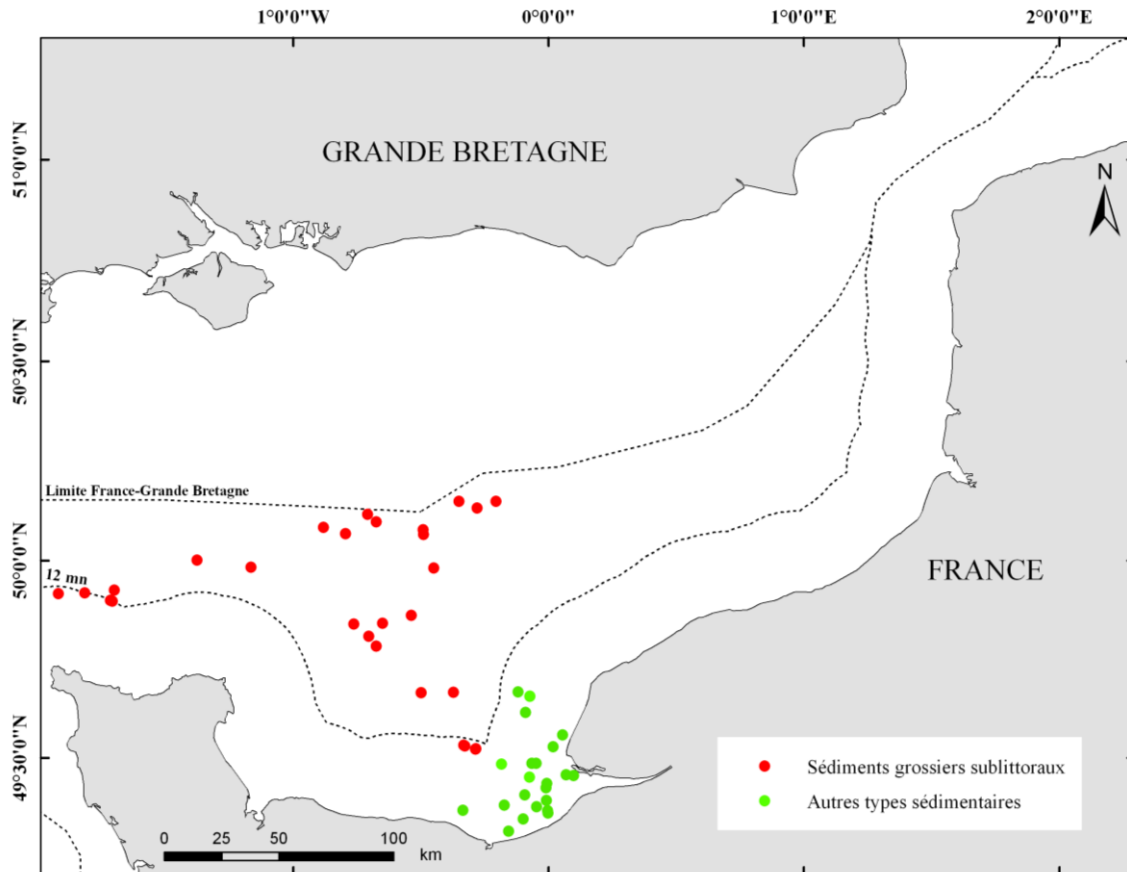 1°0'0"W 0°0'0" 1°0'0"E 2°0'0"E
51°0'0"N
GRANDE BRETAGNE
N
50°30'0"N
Limite France-Grande Bretagne
50°0'0"N
12 mn
FRANCE
49°30'0"N
Sédiments grossiers sublittoraux
Autres types sédimentaires
0 25 50 100
km